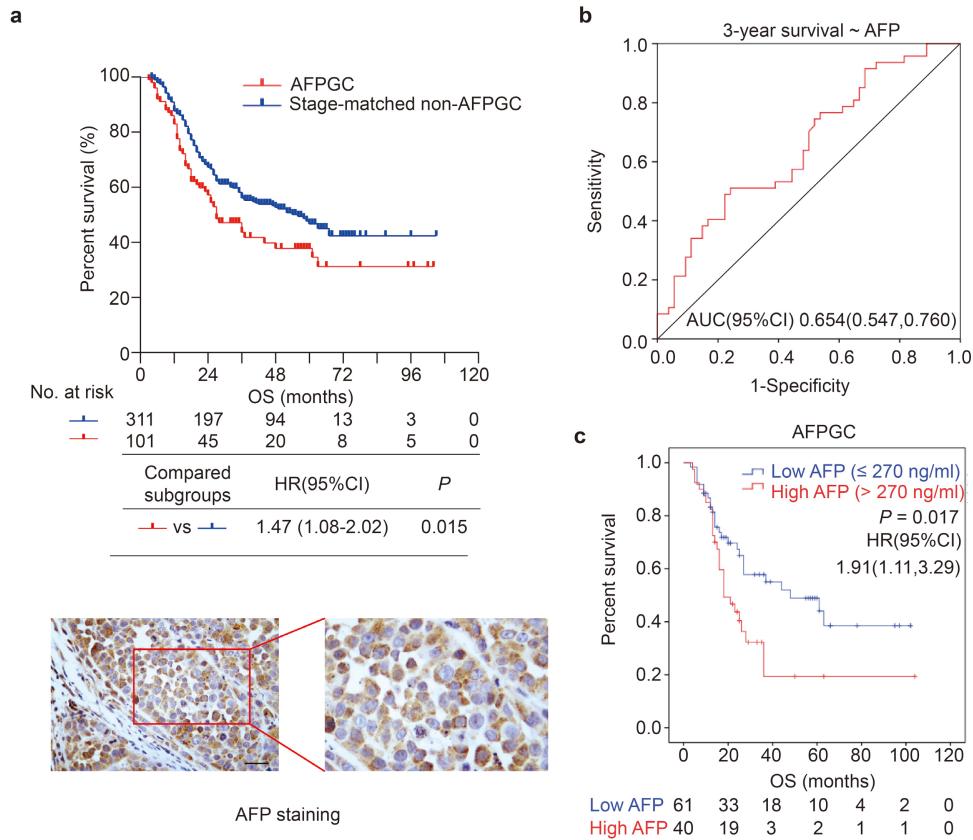 a
100
80
60
40
20
0
Percent survival (%)
AFPGC
Stage-matched non-AFPGC
0 24 48 72 96 120
OS (months)
No. at risk
311 197 94 13 3 0
101 45 20 8 5 0
Compared subgroups HR(95%CI) P
vs 1.47 (1.08-2.02) 0.015
AFP staining
b
3-year survival ~ AFP
1.0
0.8
0.6
0.4
0.2
0.0
Sensitivity
AUC(95%CI) 0.654(0.547,0.760)
0.0 0.2 0.4 0.6 0.8 1.0
1-Specificity
c
AFPGC
1.0
0.8
0.6
0.4
0.2
0.0
Percent survival
Low AFP (≤ 270 ng/ml)
High AFP (> 270 ng/ml)
P = 0.017
HR(95%CI)
1.91(1.11,3.29)
0 20 40 60 80 100 120
OS (months)
Low AFP 61 33 18 10 4 2 0
High AFP 40 19 3 2 1 1 0